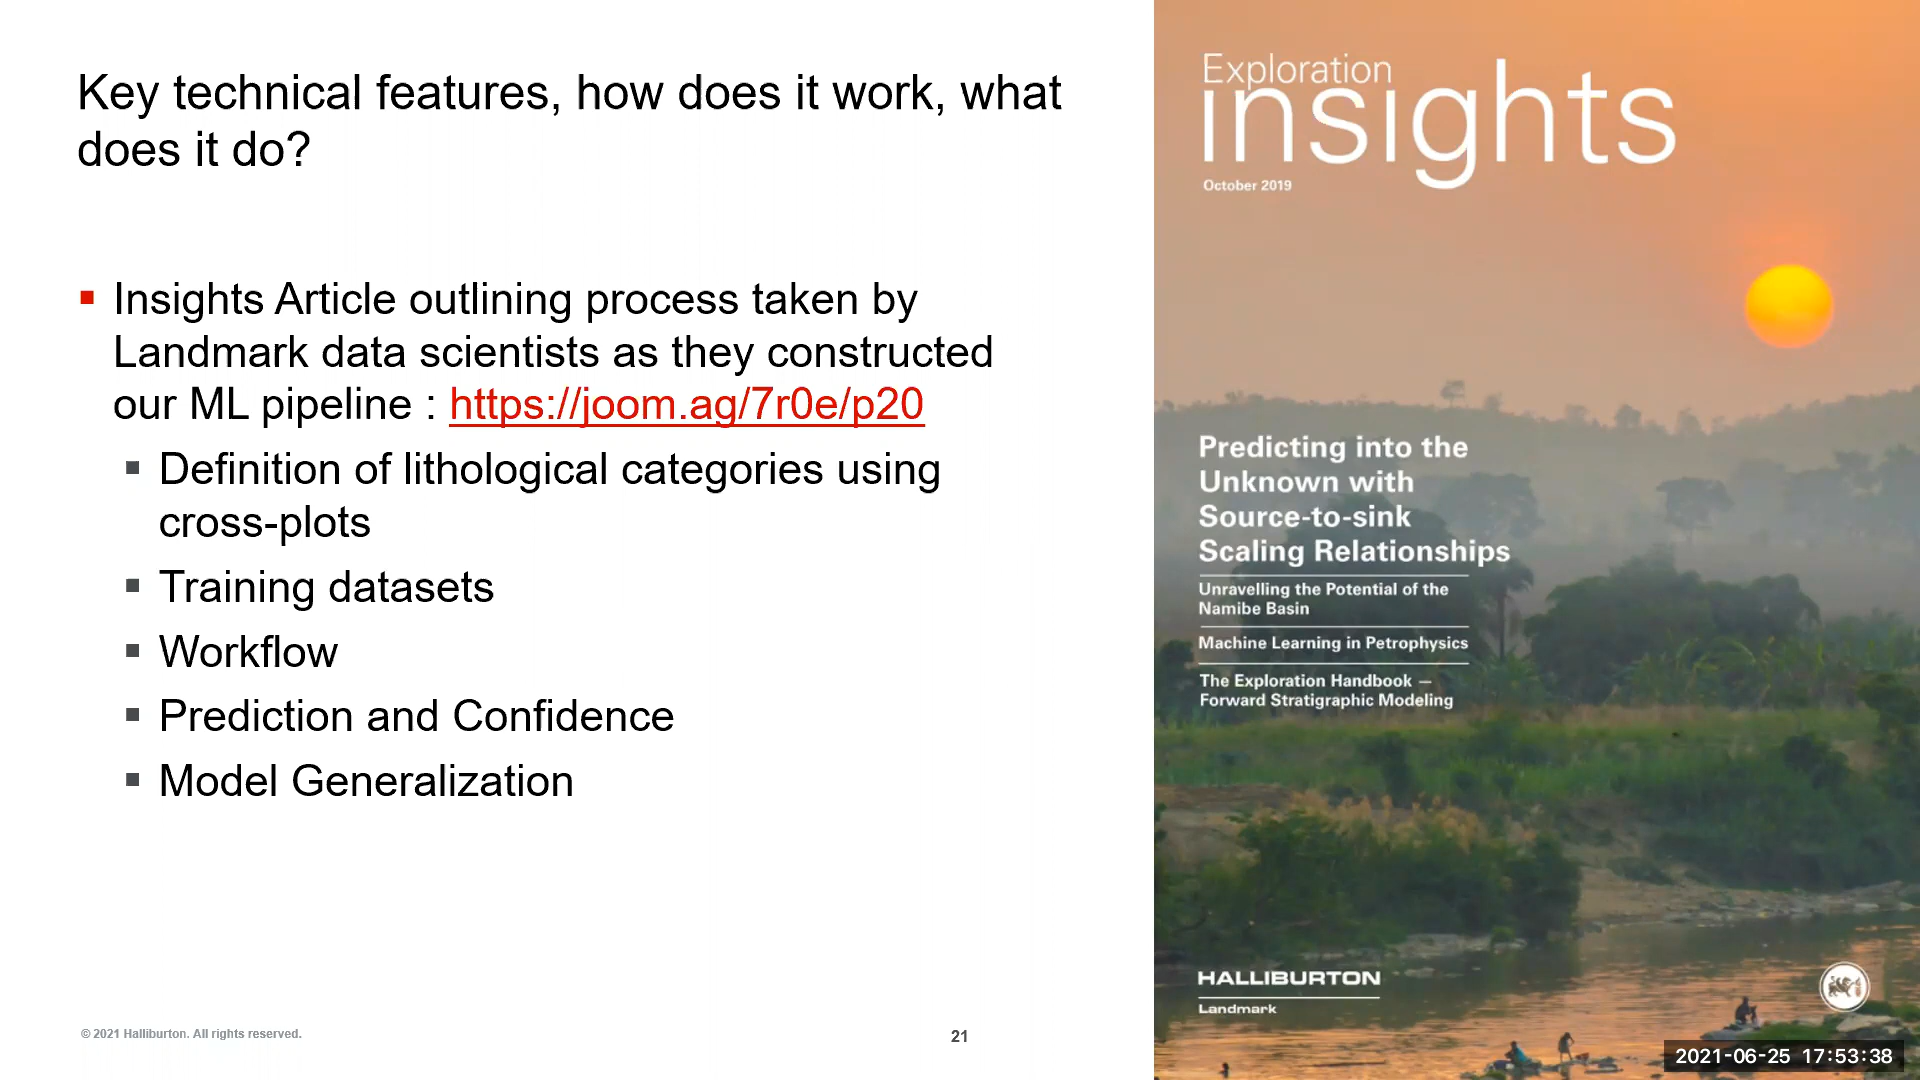 Key technical features, how does it work, what
does it do?
Insights Article outlining process taken by
Landmark data scientists as they constructed
our ML pipeline : https://joom.ag/7r0e/p20
Definition of lithological categories using
cross-plots
Training datasets
Workflow
Prediction and Confidence
Model Generalization
© 2021 Halliburton. All rights reserved.
21
Exploration
insights
October 2019
Predicting into the
Unknown with
Source-to-sink
Scaling Relationships
Unravelling the Potential of the
Namibe Basin
Machine Learning in Petrophysics
The Exploration Handbook –
Forward Stratigraphic Modeling
HALLIBURTON
Landmark
2021-06-25 17:53:38